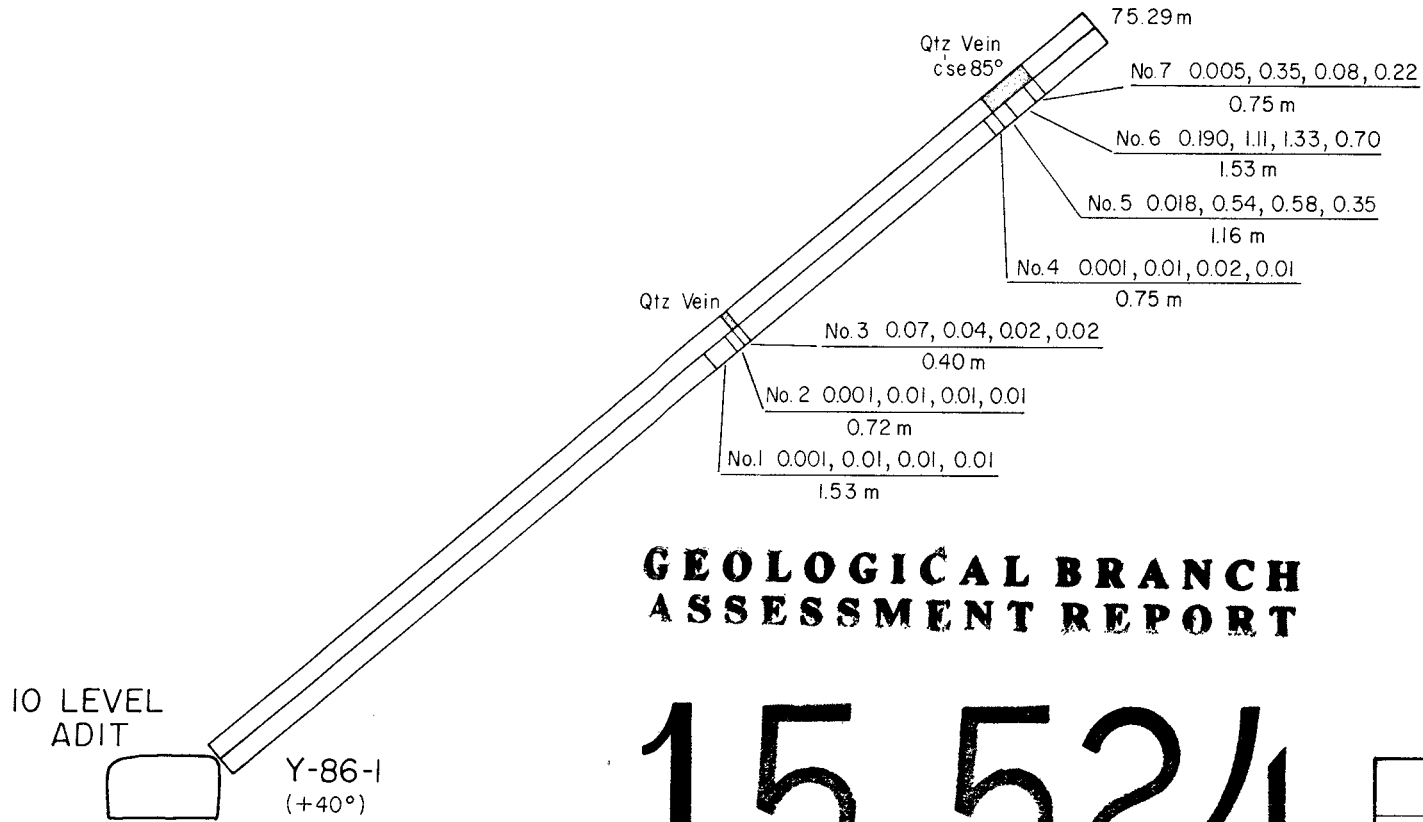 75.29m
Qtz Vein
c'se 85°
No.7 0.005, 0.35, 0.08, 0.22
0.75 m
No.6 0.190, 1.11, 1.33, 0.70
1.53 m
No.5 0.018, 0.54, 0.58, 0.35
1.16 m
No.4 0.001, 0.01, 0.02, 0.01
0.75 m
Qtz Vein
No.3 0.07, 0.04, 0.02, 0.02
0.40 m
No.2 0.001, 0.01, 0.01, 0.01
0.72 m
No.1 0.001, 0.01, 0.01, 0.01
1.53 m
GEOLOGICAL BRANCH
ASSESSMENT REPORT
10 LEVEL
ADIT
Y-86-1
(+40°)
15,524